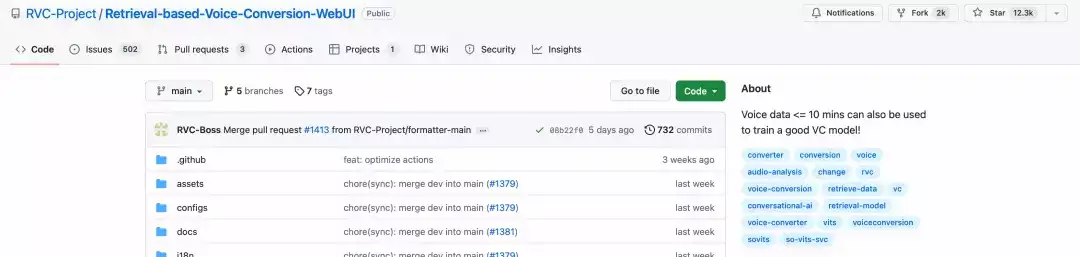 RVC-Project / Retrieval-based-Voice-Conversion-WebUI Public Notifications Fork 2k Star 12.3k
Code Issues 502 Pull requests 3 Actions Projects 1 Wiki Security Insights
main 5 branches 7 tags Go to file Code About
Voice data <= 10 mins can also be used
to train a good VC model!
RVC-Boss Merge pull request #1413 from RVC-Project/formatter-main ... 08b22f0 5 days ago 732 commits
.github feat: optimize actions 3 weeks ago
assets chore(sync): merge dev into main (#1379) last week
configs chore(sync): merge dev into main (#1379) last week
docs chore(sync): merge dev into main (#1381) last week
i18n chore(sync): merge dev into main (#1379) last week
converter conversion voice
audio-analysis change rvc
voice-conversion retrieve-data vc
conversational-ai retrieval-model
voice-converter vits voiceconversion
sovits so-vits-svc